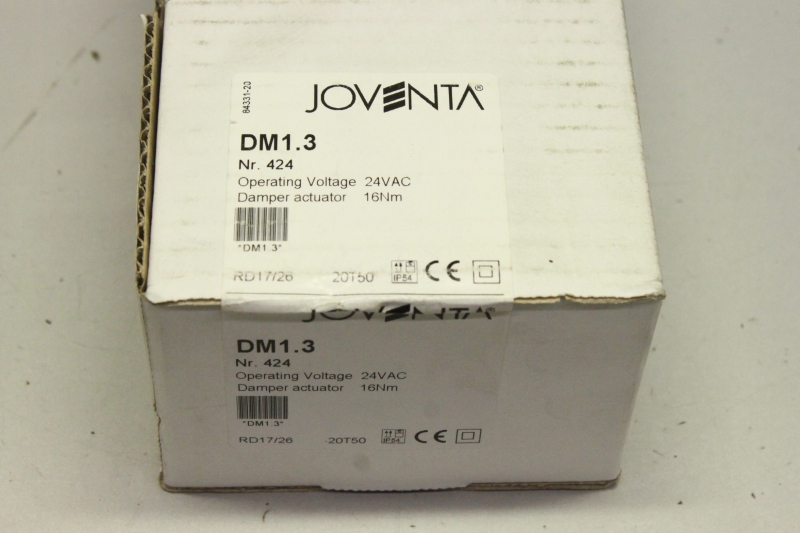 84331-20
JOVENTA®
DM1.3
Nr. 424
Operating Voltage 24VAC
Damper actuator 16Nm
"DM1.3"
RD17/26 -20T50 IP54 CE
JOVENTA
DM1.3
Nr. 424
Operating Voltage 24VAC
Damper actuator 16Nm
"DM1.3"
RD17/26 -20T50 IP54 CE